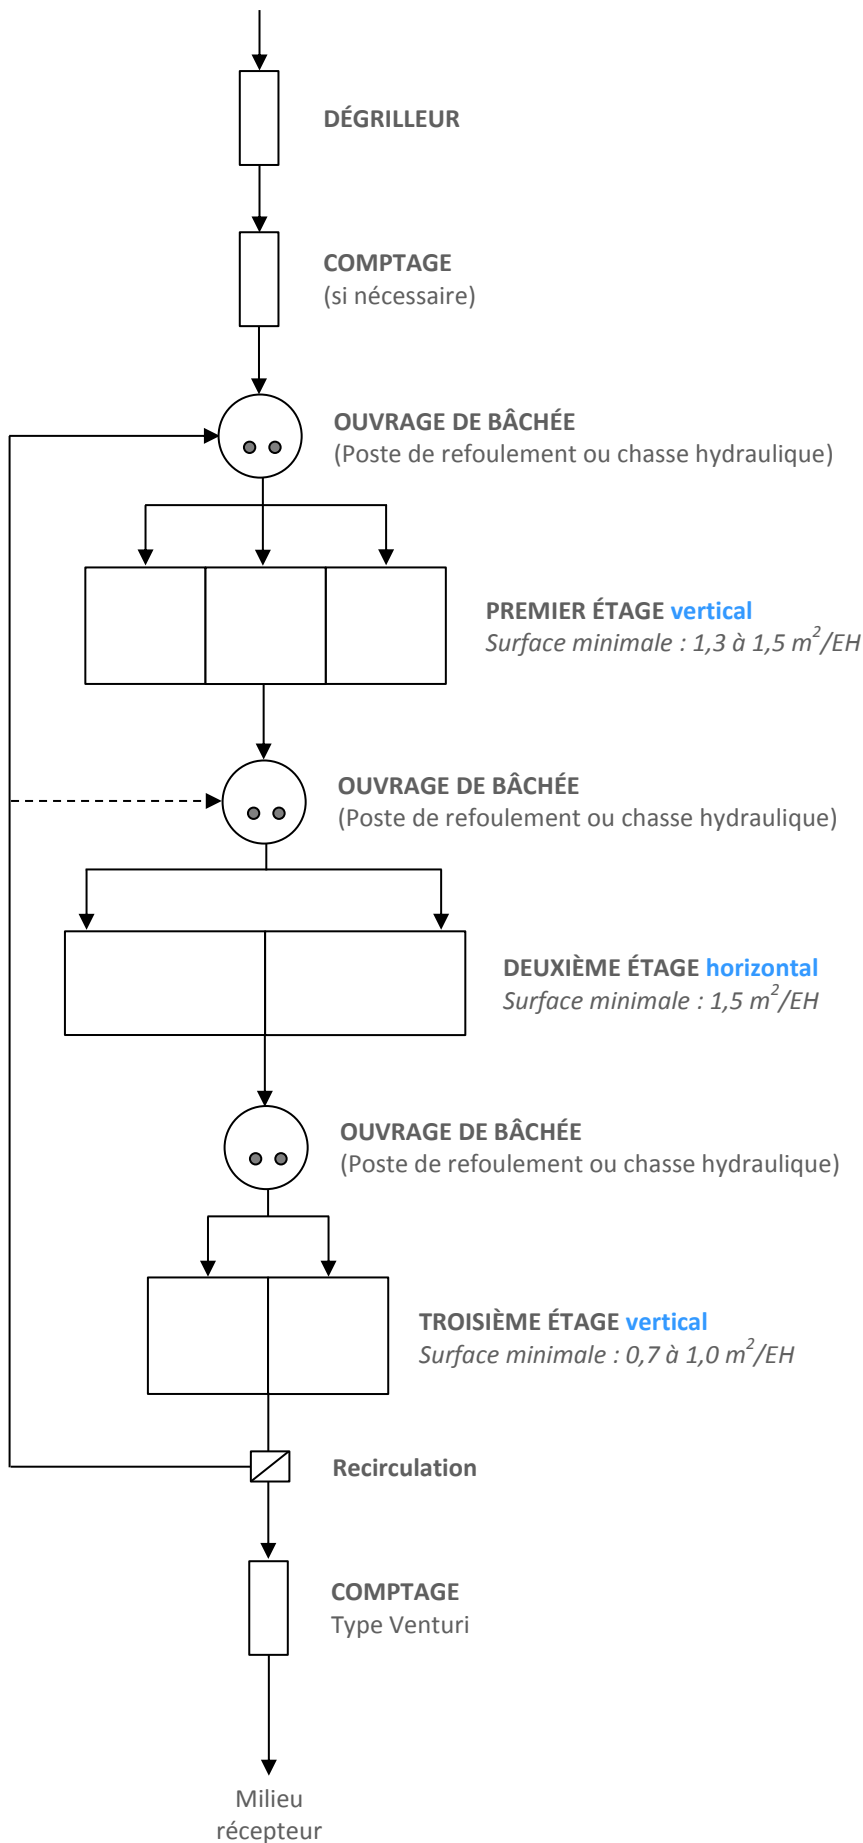 DÉGRILLEUR
COMPTAGE
(si nécessaire)
OUVRAGE DE BÂCHÉE
(Poste de refoulement ou chasse hydraulique)
PREMIER ÉTAGE vertical
Surface minimale : 1,3 à 1,5 m²/EH
OUVRAGE DE BÂCHÉE
(Poste de refoulement ou chasse hydraulique)
DEUXIÈME ÉTAGE horizontal
Surface minimale : 1,5 m²/EH
OUVRAGE DE BÂCHÉE
(Poste de refoulement ou chasse hydraulique)
TROISIÈME ÉTAGE vertical
Surface minimale : 0,7 à 1,0 m²/EH
Recirculation
COMPTAGE
Type Venturi
Milieu
récepteur